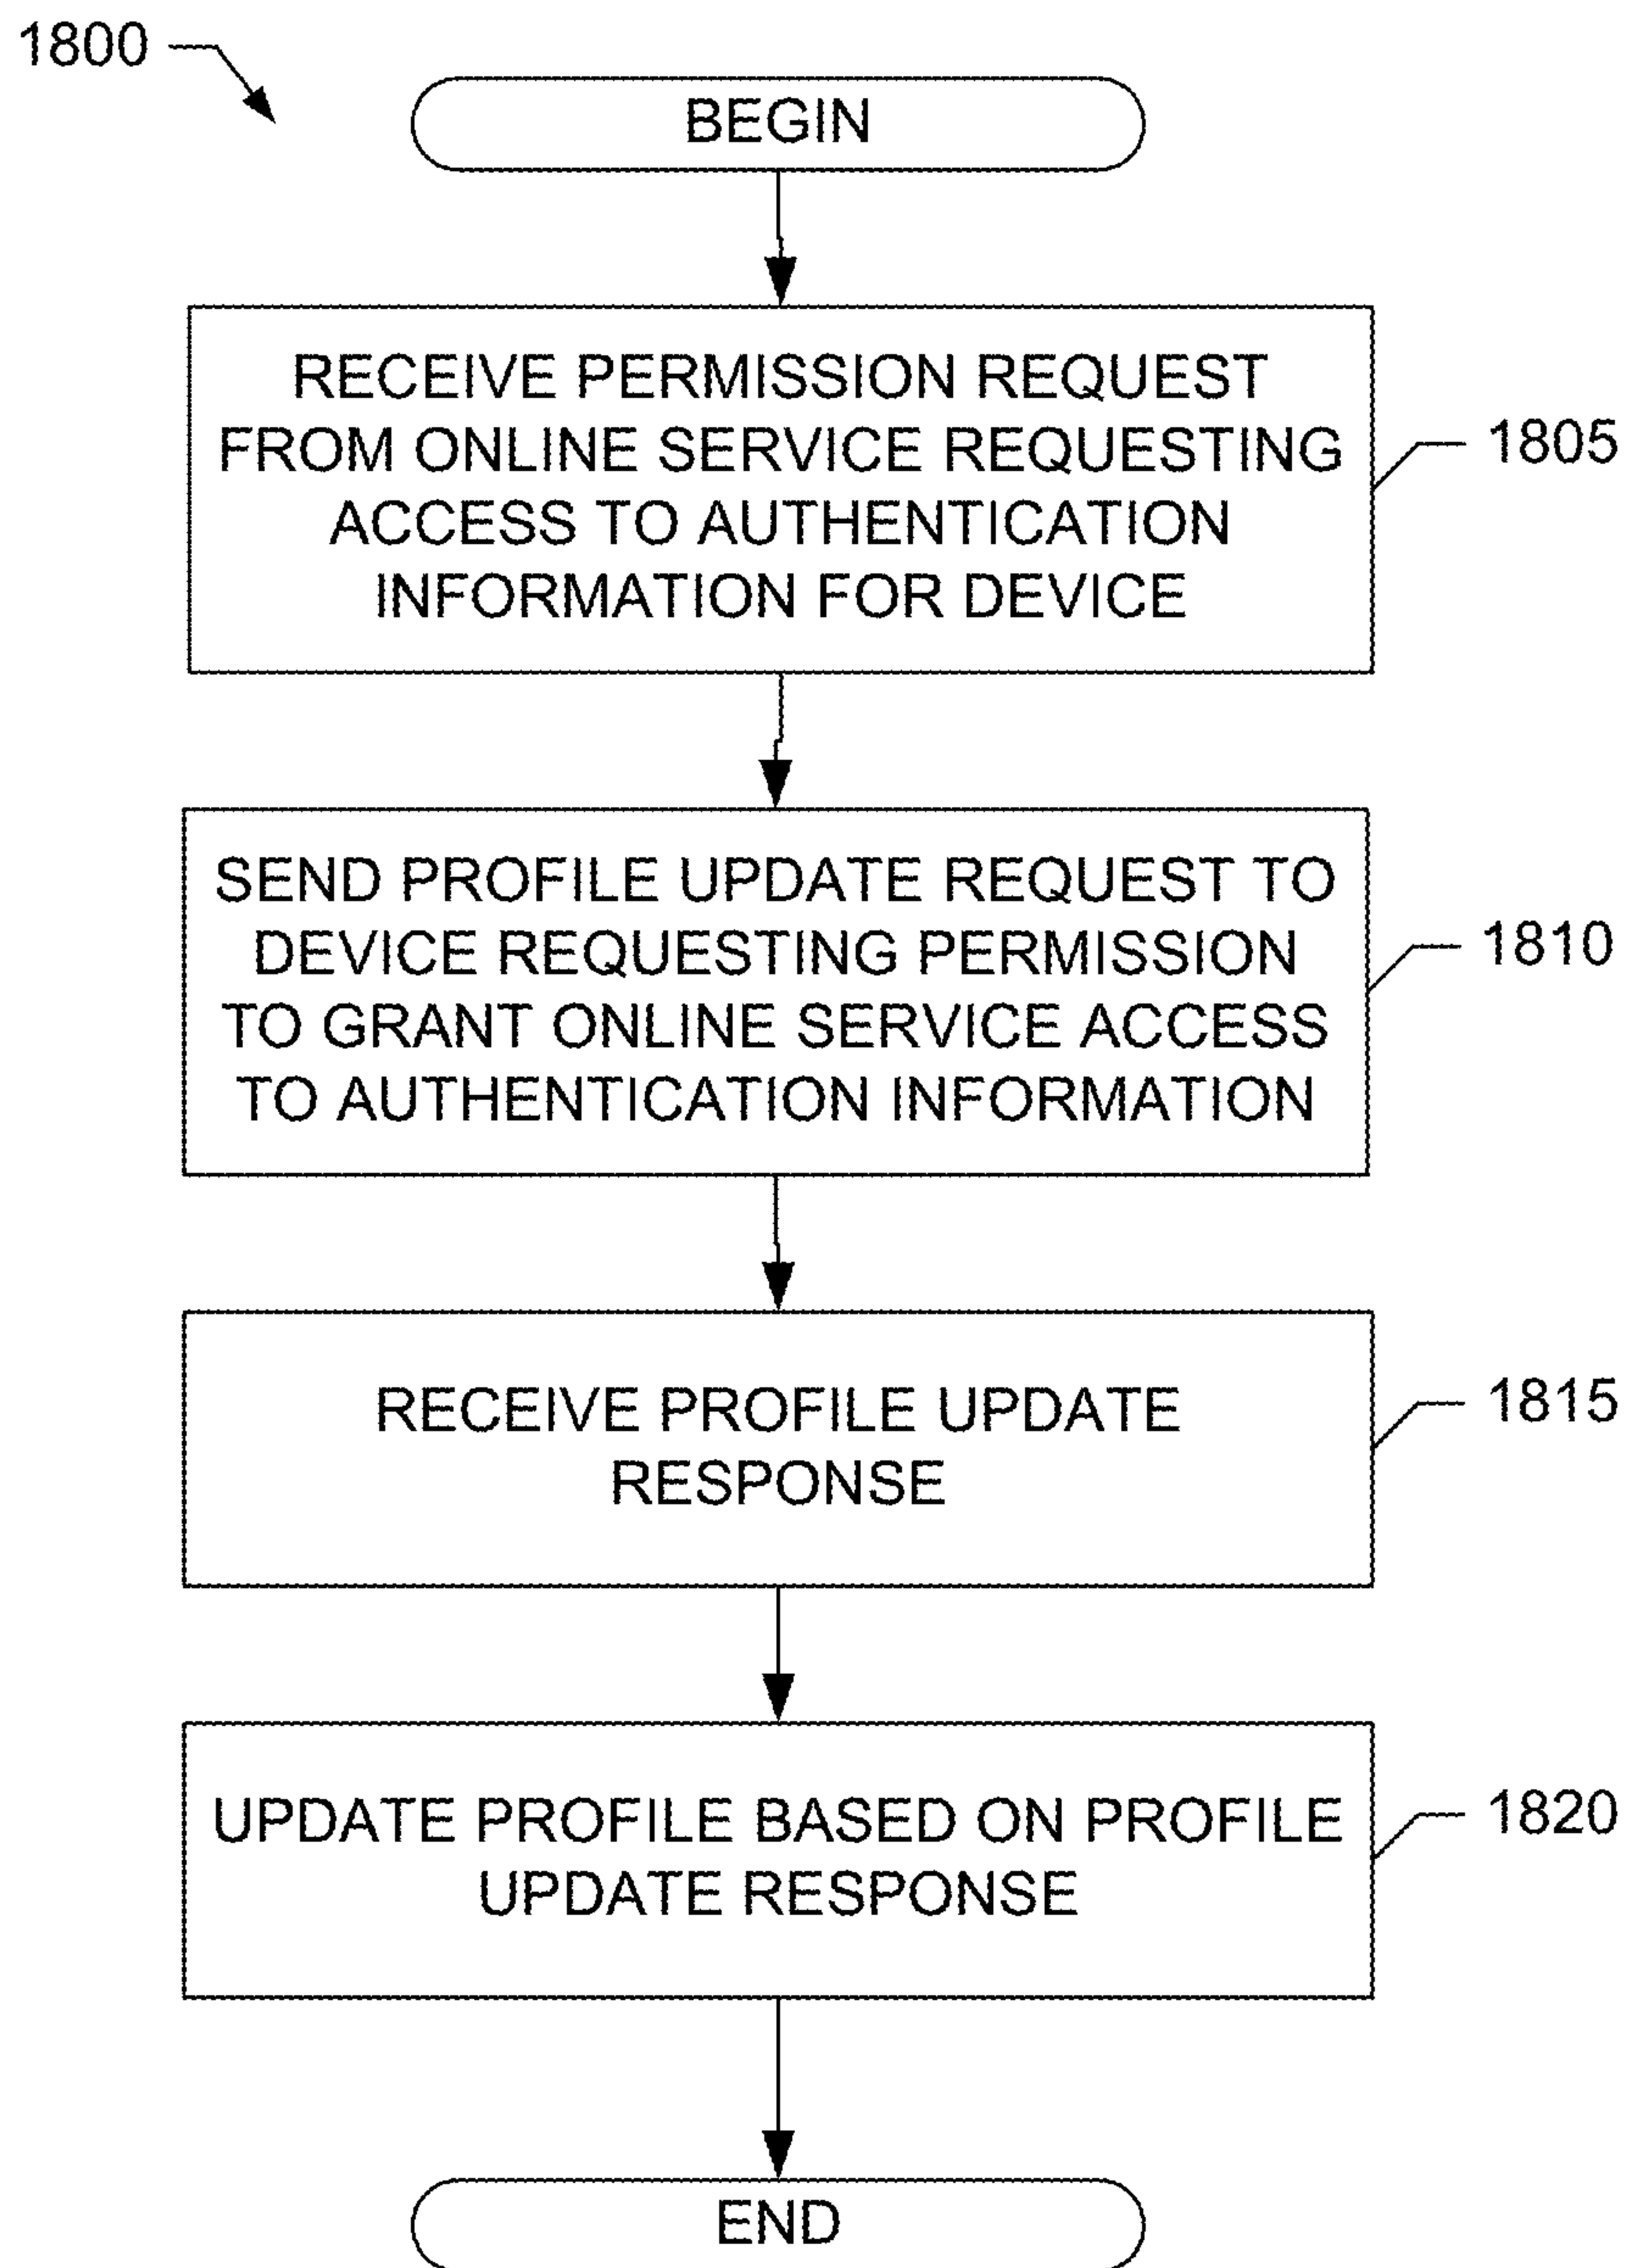 1800
BEGIN
RECEIVE PERMISSION REQUEST
FROM ONLINE SERVICE REQUESTING
ACCESS TO AUTHENTICATION
INFORMATION FOR DEVICE
1805
SEND PROFILE UPDATE REQUEST TO
DEVICE REQUESTING PERMISSION
TO GRANT ONLINE SERVICE ACCESS
TO AUTHENTICATION INFORMATION
1810
RECEIVE PROFILE UPDATE
RESPONSE
1815
UPDATE PROFILE BASED ON PROFILE
UPDATE RESPONSE
1820
END